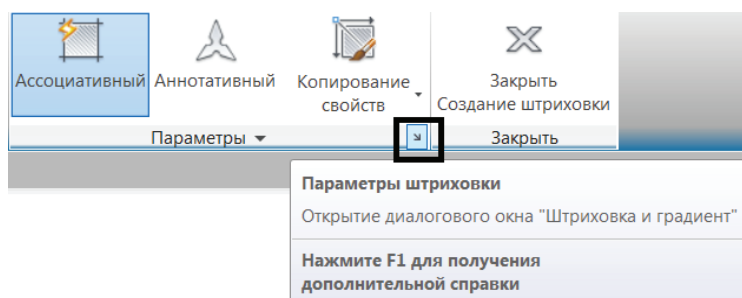 Ассоциативный Аннотативный Копирование свойств Закрыть Создание штриховки
Параметры Закрыть
Параметры штриховки
Открытие диалогового окна "Штриховка и градиент"
Нажмите F1 для получения
дополнительной справки